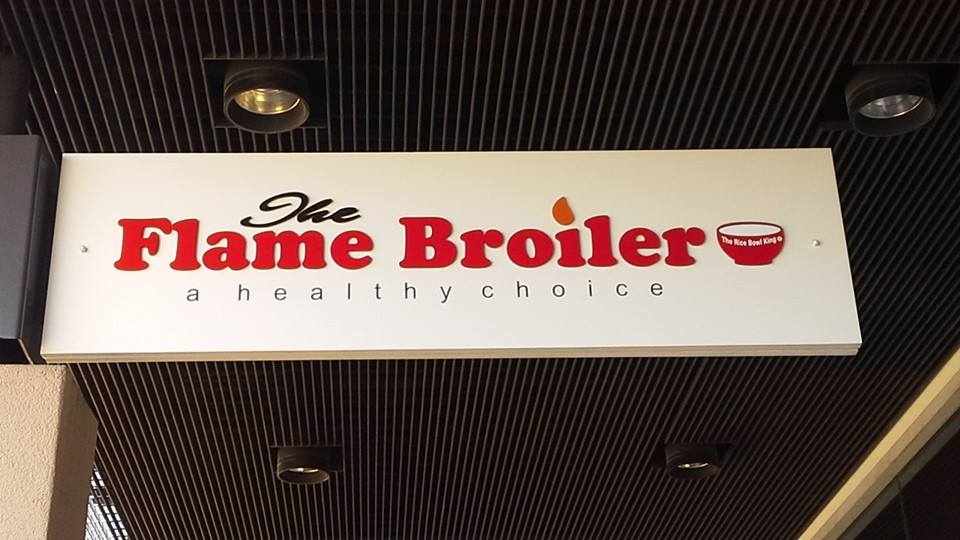 The
Flame Broiler
The Rice Bowl King®
a healthy choice